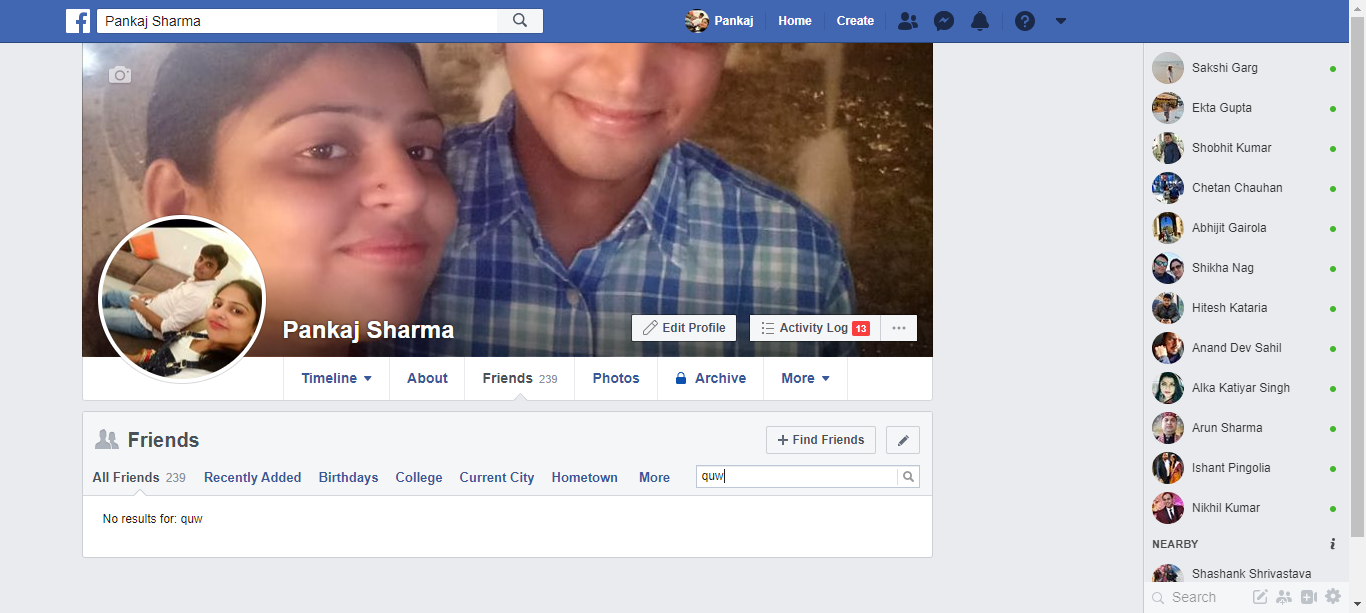 f Pankaj Sharma Pankaj Home Create
Pankaj Sharma
Edit Profile Activity Log 13 ...
Timeline About Friends 239 Photos Archive More
Friends
+ Find Friends
All Friends 239 Recently Added Birthdays College Current City Hometown More quw
No results for: quw
Sakshi Garg
Ekta Gupta
Shobhit Kumar
Chetan Chauhan
Abhijit Gairola
Shikha Nag
Hitesh Kataria
Anand Dev Sahil
Alka Katiyar Singh
Arun Sharma
Ishant Pingolia
Nikhil Kumar
NEARBY i
Shashank Shrivastava
Search